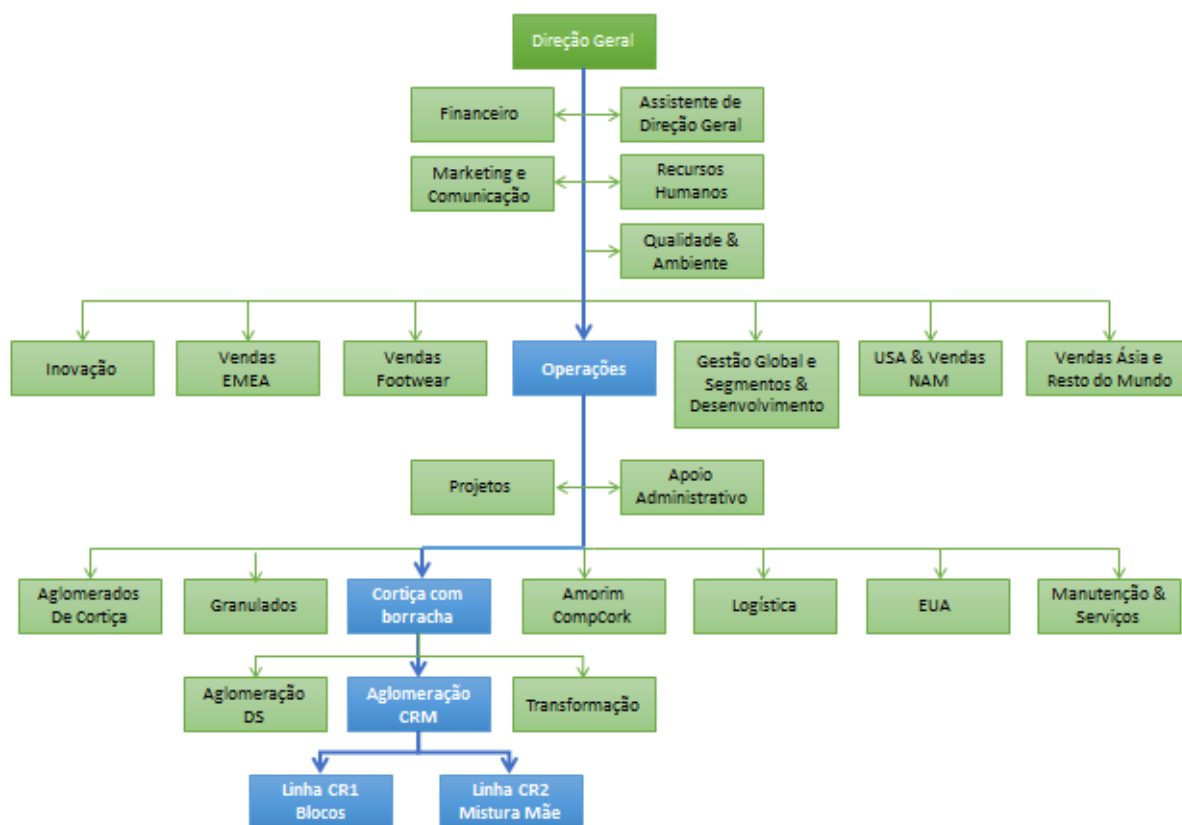 Direção Geral
Financeiro
Assistente de
Direção Geral
Marketing e
Comunicação
Recursos
Humanos
Qualidade &
Ambiente
Inovação
Vendas
EMEA
Vendas
Footwear
Operações
Gestão Global e
Segmentos &
Desenvolvimento
USA & Vendas
NAM
Vendas Ásia e
Resto do Mundo
Projetos
Apoio
Administrativo
Aglomerados
De Cortiça
Granulados
Cortiça com
borracha
Amorim
CompCork
Logística
EUA
Manutenção &
Serviços
Aglomeração
DS
Aglomeração
CRM
Transformação
Linha CR1
Blocos
Linha CR2
Mistura Mãe